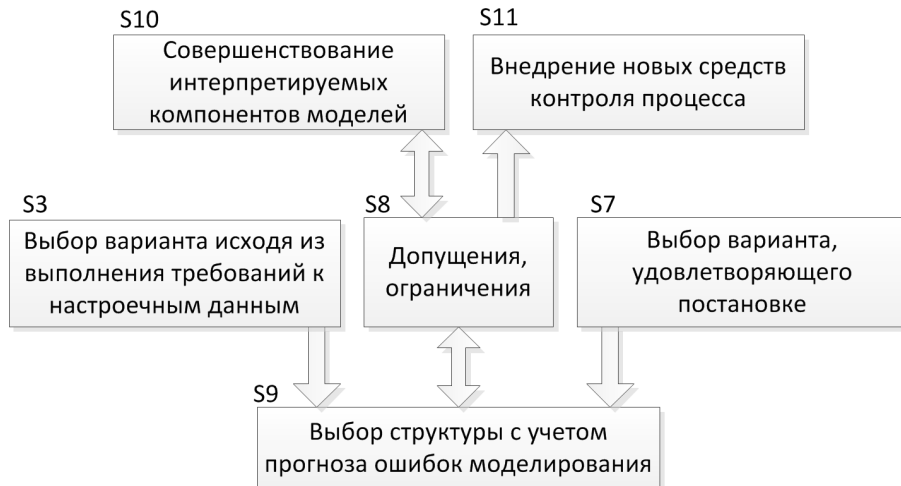 S10
Совершенствование
интерпретируемых
компонентов моделей
S11
Внедрение новых средств
контроля процесса
S3
Выбор варианта исходя из
выполнения требований к
настроечным данным
S8
Допущения,
ограничения
S7
Выбор варианта,
удовлетворяющего
постановке
S9
Выбор структуры с учетом
прогноза ошибок моделирования